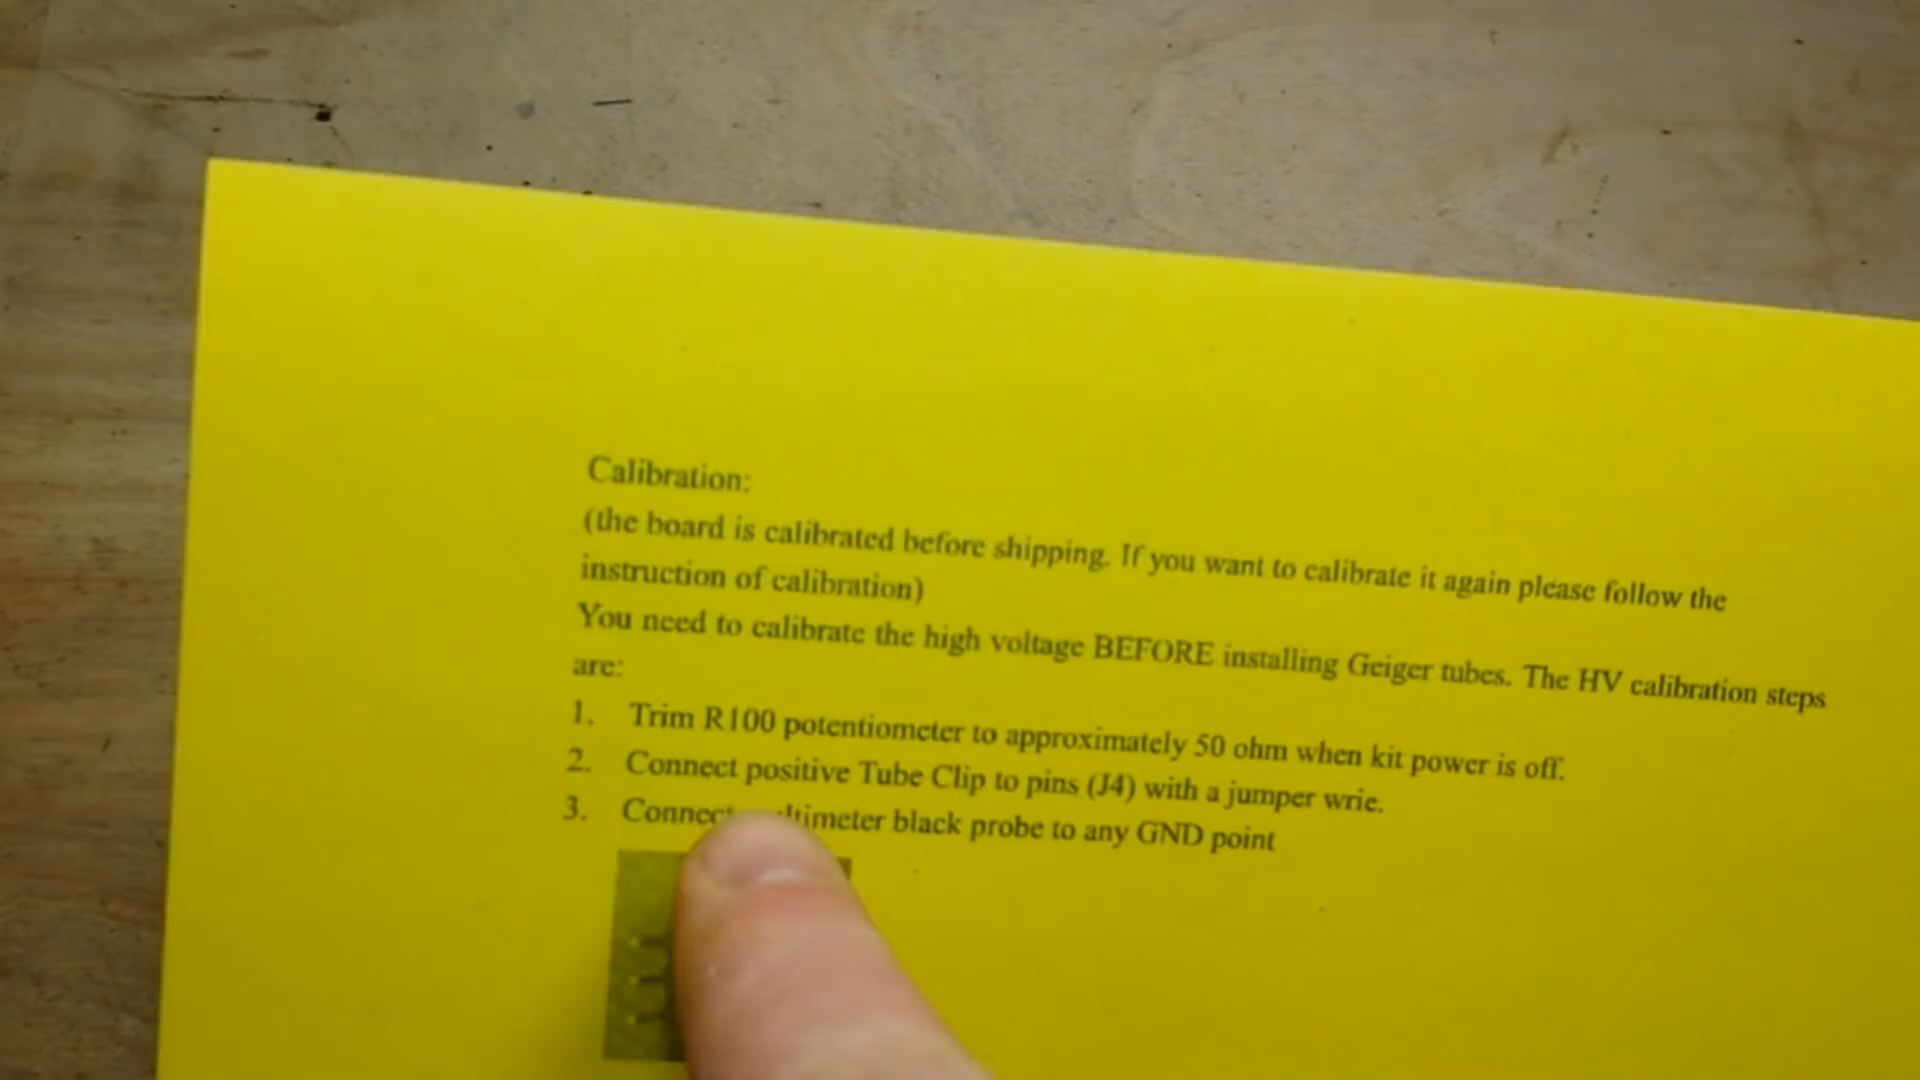 Calibration:
(the board is calibrated before shipping. If you want to calibrate it again please follow the
instruction of calibration)
You need to calibrate the high voltage BEFORE installing Geiger tubes. The HV calibration steps
are:
1. Trim R100 potentiometer to approximately 50 ohm when kit power is off.
2. Connect positive Tube Clip to pins (J4) with a jumper wrie.
3. Connect black probe to any GND point